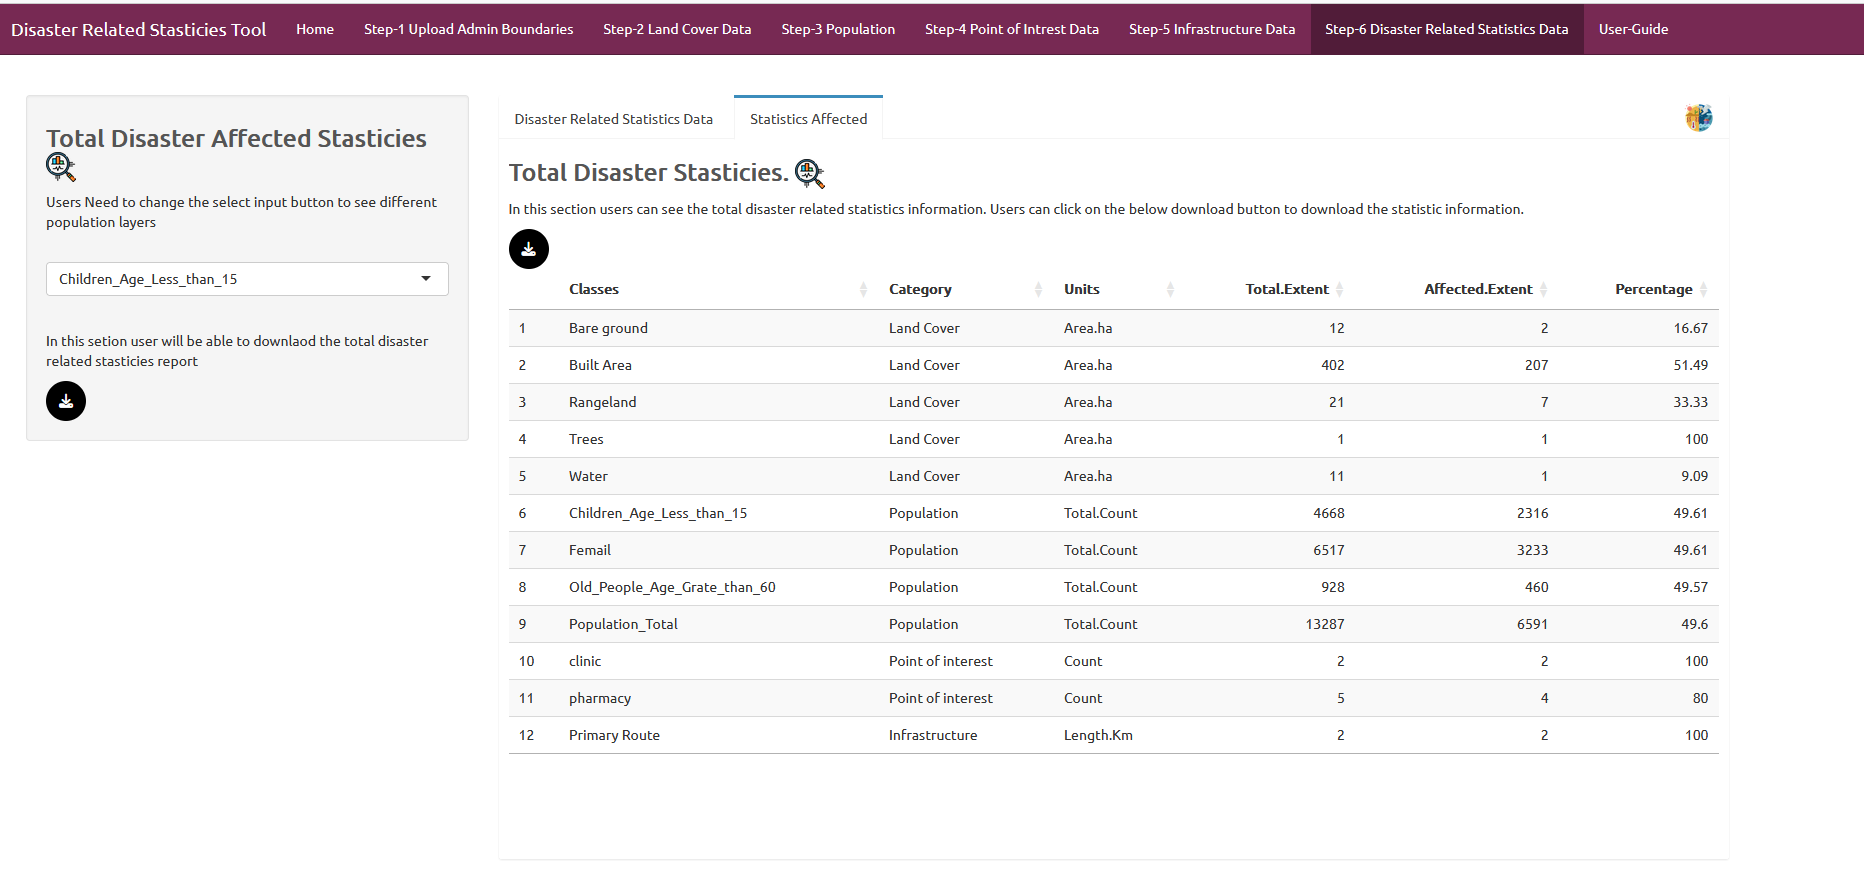 Disaster Related Stasticies Tool Home Step-1 Upload Admin Boundaries Step-2 Land Cover Data Step-3 Population Step-4 Point of Intrest Data Step-5 Infrastructure Data Step-6 Disaster Related Statistics Data User-Guide
Total Disaster Affected Stasticies
Users Need to change the select input button to see different
population layers
Children_Age_Less_than_15
In this setion user will be able to downlaod the total disaster
related stasticies report
Disaster Related Statistics Data Statistics Affected
Total Disaster Stasticies.
In this section users can see the total disaster related statistics information. Users can click on the below download button to download the statistic information.
Classes Category Units Total.Extent Affected.Extent Percentage
1 Bare ground Land Cover Area.ha 12 2 16.67
2 Built Area Land Cover Area.ha 402 207 51.49
3 Rangeland Land Cover Area.ha 21 7 33.33
4 Trees Land Cover Area.ha 1 1 100
5 Water Land Cover Area.ha 11 1 9.09
6 Children_Age_Less_than_15 Population Total.Count 4668 2316 49.61
7 Femail Population Total.Count 6517 3233 49.61
8 Old_People_Age_Grate_than_60 Population Total.Count 928 460 49.57
9 Population_Total Population Total.Count 13287 6591 49.6
10 clinic Point of interest Count 2 2 100
11 pharmacy Point of interest Count 5 4 80
12 Primary Route Infrastructure Length.Km 2 2 100